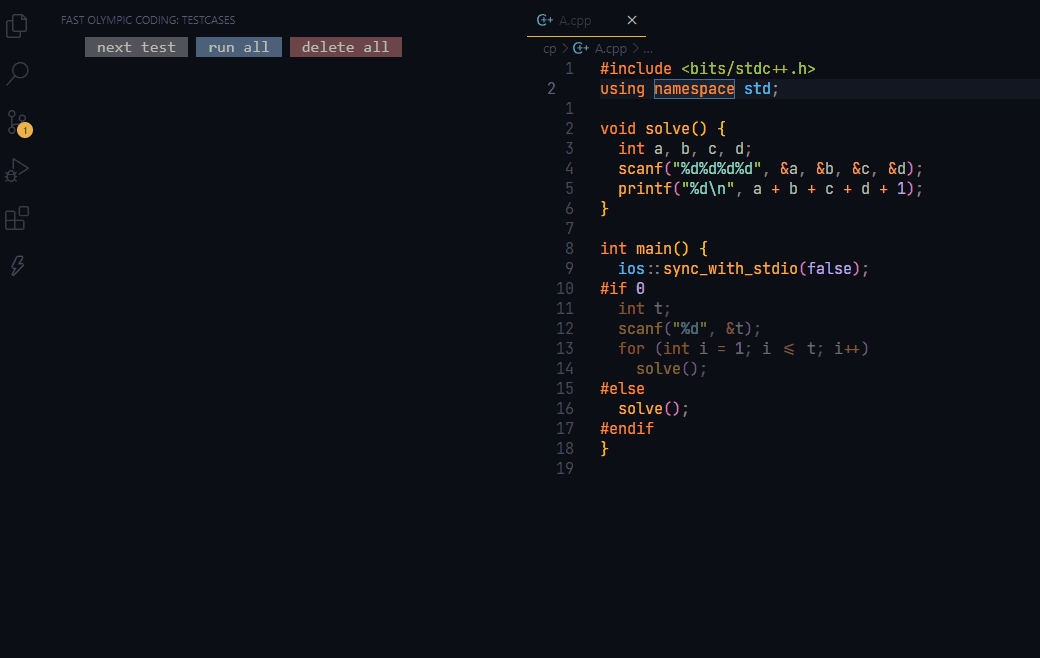 FAST OLYMPIC CODING: TESTCASES
next test run all delete all
1
A.cpp
cp > A.cpp > ...
1 #include <bits/stdc++.h>
2 using namespace std;
1
2 void solve() {
3 int a, b, c, d;
4 scanf("%d%d%d%d", &a, &b, &c, &d);
5 printf("%d\n", a + b + c + d + 1);
6 }
7
8 int main() {
9 ios::sync_with_stdio(false);
10 #if 0
11 int t;
12 scanf("%d", &t);
13 for (int i = 1; i <= t; i++)
14 solve();
15 #else
16 solve();
17 #endif
18 }
19